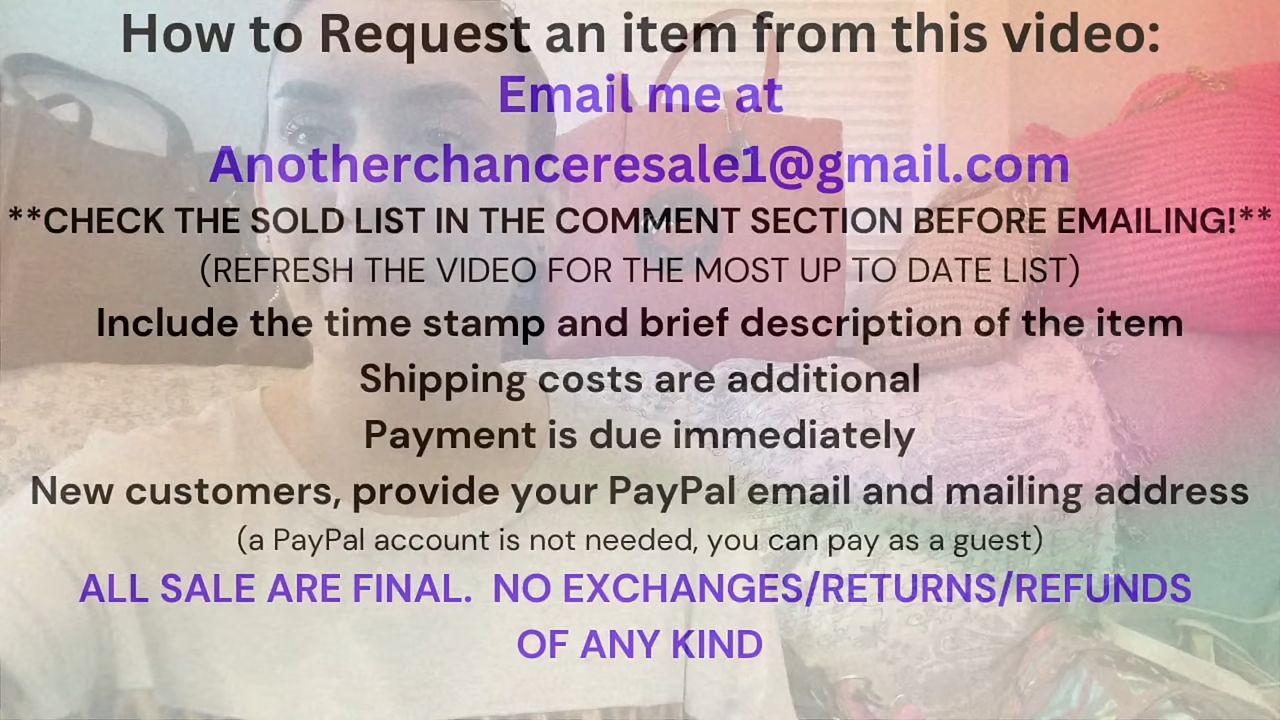 How to Request an item from this video:
Email me at
Anotherchanceresale1@gmail.com
**CHECK THE SOLD LIST IN THE COMMENT SECTION BEFORE EMAILING!**
(REFRESH THE VIDEO FOR THE MOST UP TO DATE LIST)
Include the time stamp and brief description of the item
Shipping costs are additional
Payment is due immediately
New customers, provide your PayPal email and mailing address
(a PayPal account is not needed, you can pay as a guest)
ALL SALE ARE FINAL. NO EXCHANGES/RETURNS/REFUNDS
OF ANY KIND